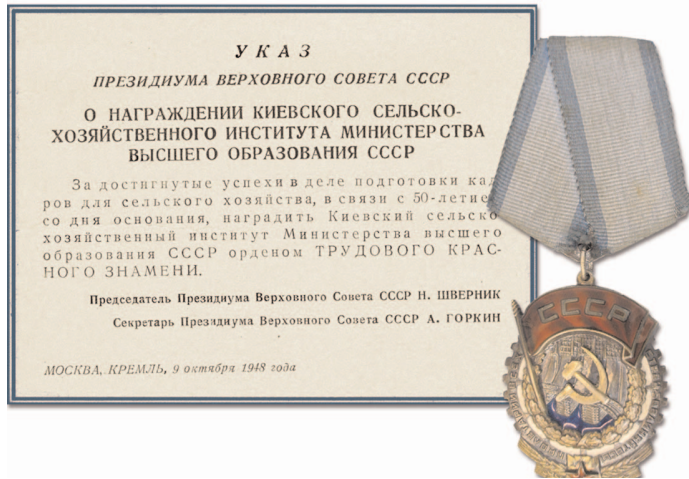 УКАЗ
ПРЕЗИДИУМА ВЕРХОВНОГО СОВЕТА СССР
О НАГРАЖДЕНИИ КИЕВСКОГО СЕЛЬСКО-
ХОЗЯЙСТВЕННОГО ИНСТИТУТА МИНИСТЕРСТВА
ВЫСШЕГО ОБРАЗОВАНИЯ СССР
За достигнутые успехи в деле подготовки кад
ров для сельского хозяйства, в связи с 50-летие
со дня основания, наградить Киевский сельско
хозяйственный институт Министерства высшего
образования СССР орденом ТРУДОВОГО КРАС-
НОГО ЗНАМЕНИ.
Председатель Президиума Верховного Совета СССР Н. ШВЕРНИК
Секретарь Президиума Верховного Совета СССР А. ГОРКИН
МОСКВА, КРЕМЛЬ, 9 октября 1948 года
СССР